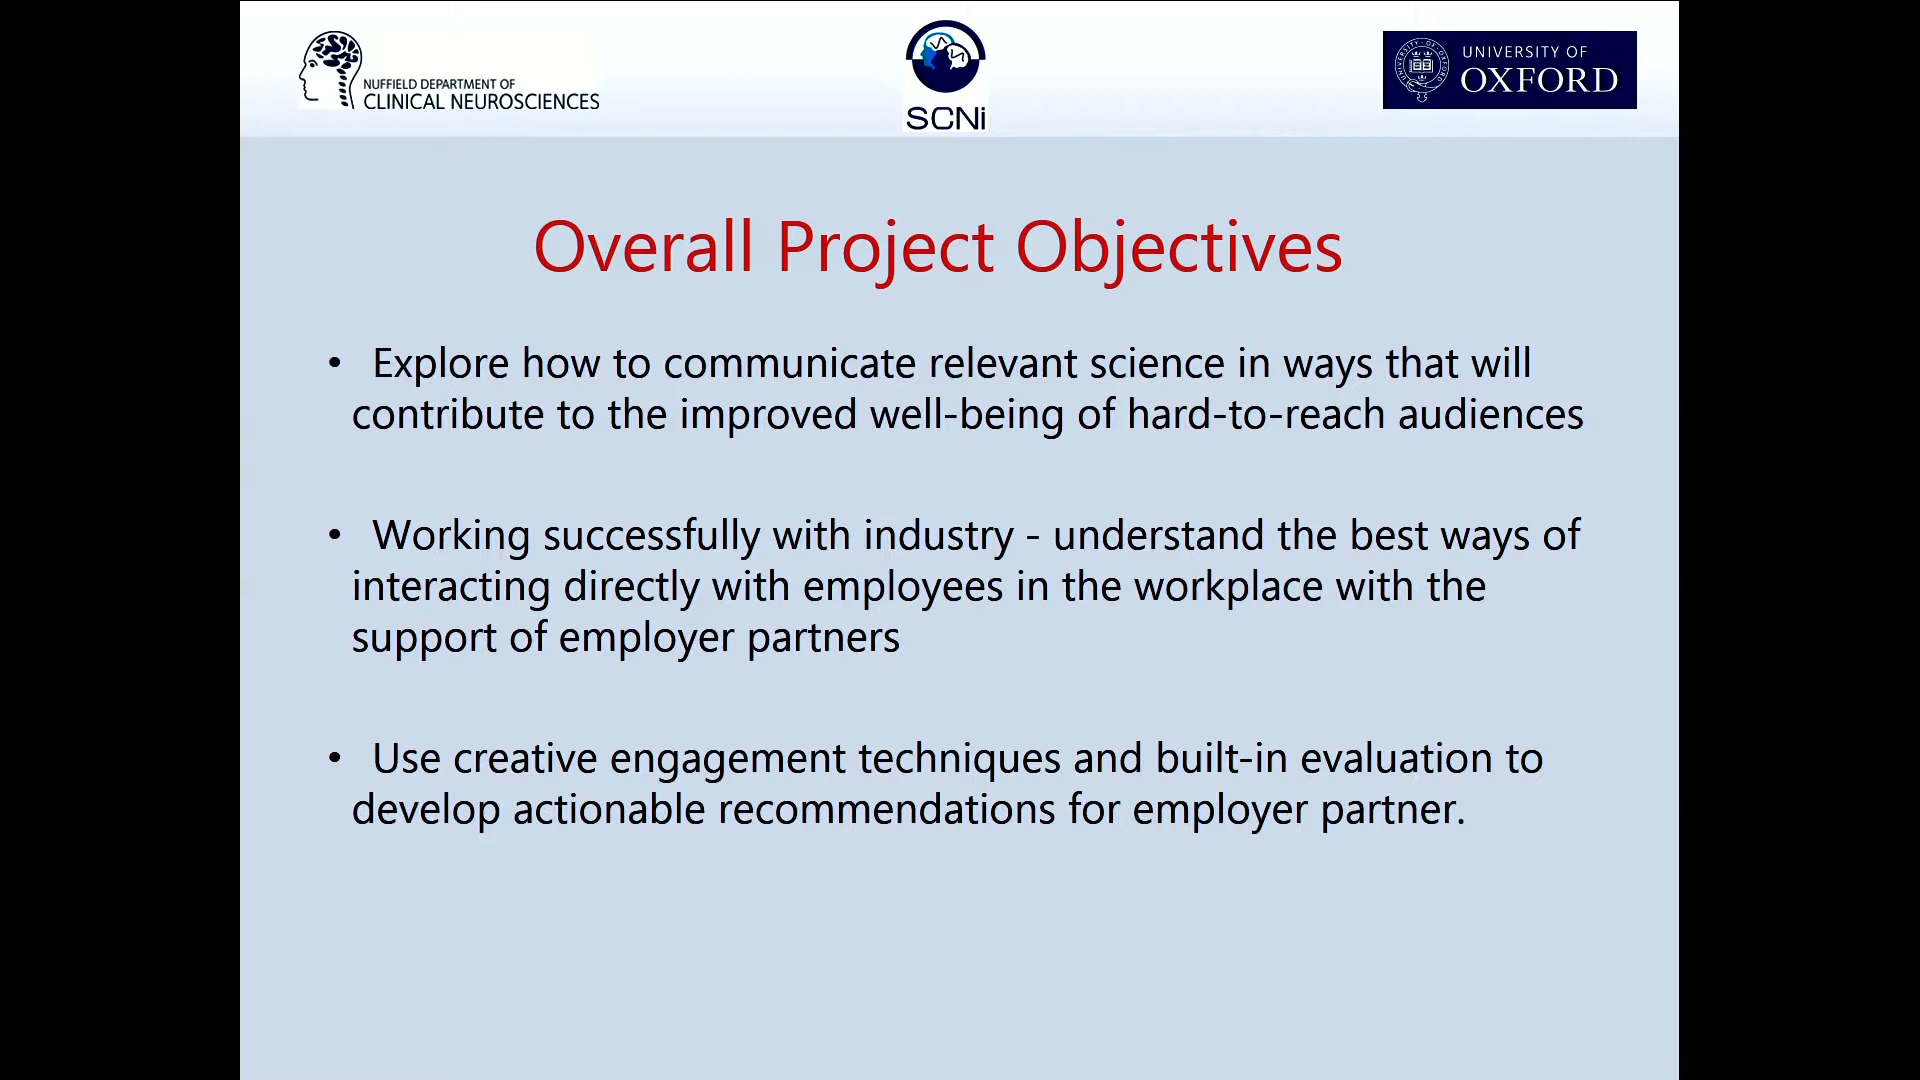 NUFFIELD DEPARTMENT OF
CLINICAL NEUROSCIENCES
SCNi
UNIVERSITY OF
OXFORD
Overall Project Objectives
• Explore how to communicate relevant science in ways that will
contribute to the improved well-being of hard-to-reach audiences
• Working successfully with industry - understand the best ways of
interacting directly with employees in the workplace with the
support of employer partners
• Use creative engagement techniques and built-in evaluation to
develop actionable recommendations for employer partner.